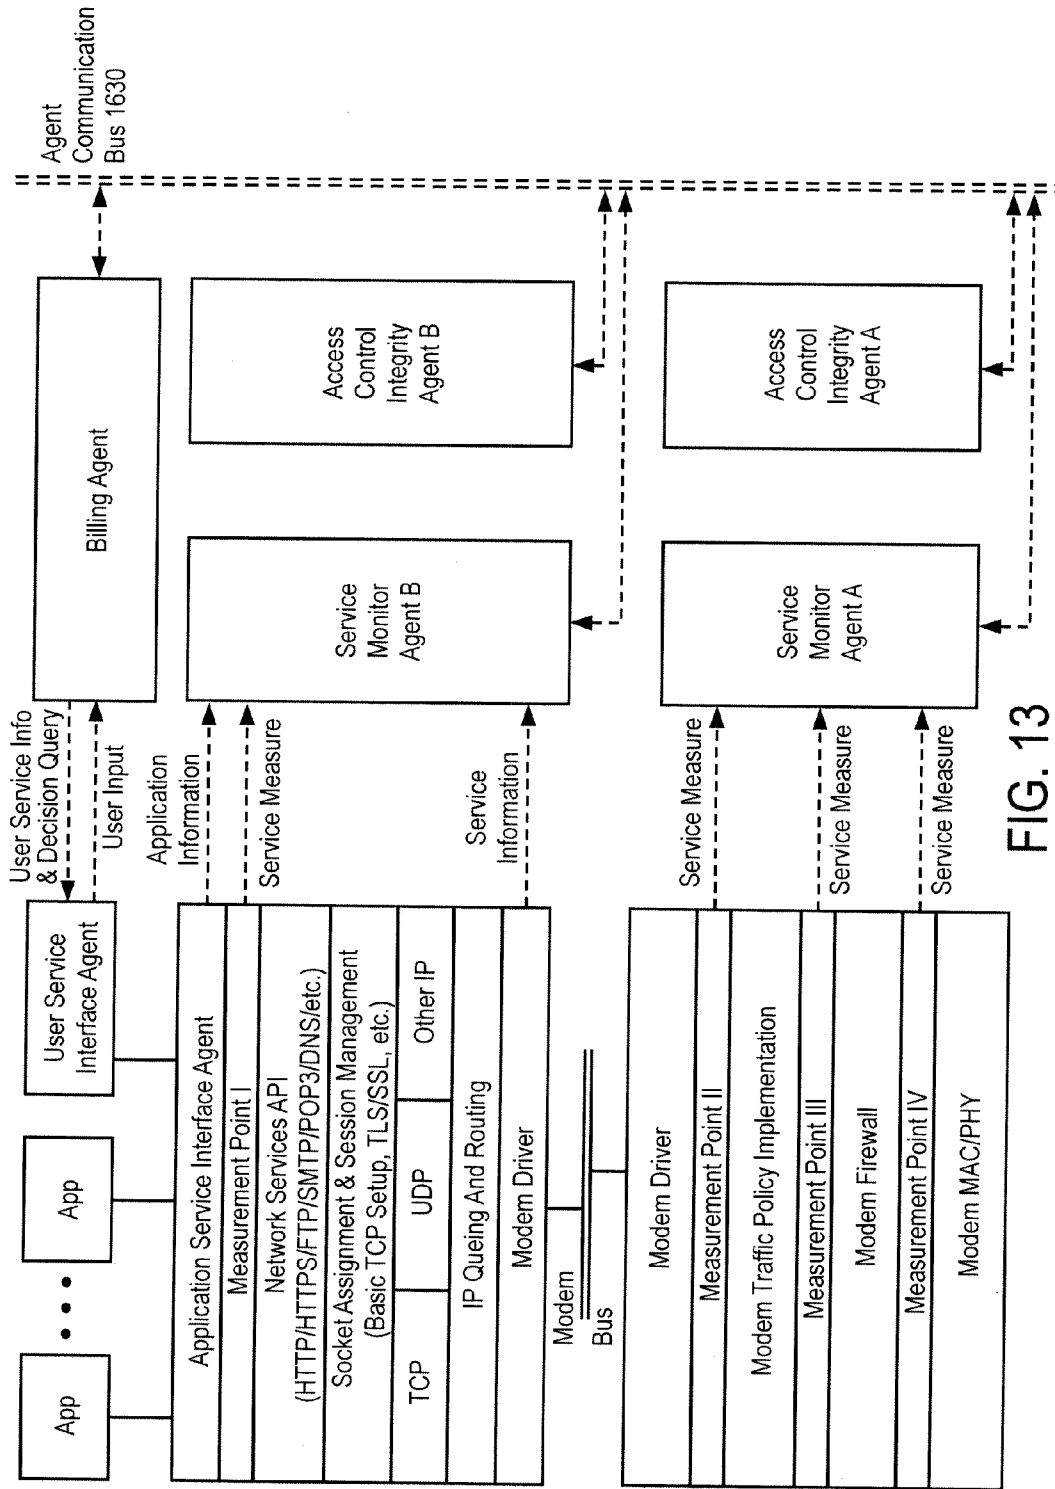 App
App
User Service
Interface Agent
User Service Info
& Decision Query
User Input
Billing Agent
Agent
Communication
Bus 1630
Application Service Interface Agent
Measurement Point I
Network Services API
(HTTP/HTTPS/FTP/SMTP/POP3/DNS/etc.)
Socket Assignment & Session Management
(Basic TCP Setup, TLS/SSL, etc.)
TCP
UDP
Other IP
IP Queing And Routing
Modem Driver
Application
Information
Service Measure
Service
Information
Service
Monitor
Agent B
Access
Control
Integrity
Agent B
Modem
Bus
Modem Driver
Measurement Point II
Modem Traffic Policy Implementation
Measurement Point III
Modem Firewall
Measurement Point IV
Modem MAC/PHY
Service Measure
Service Measure
Service Measure
Service
Monitor
Agent A
Access
Control
Integrity
Agent A
FIG. 13